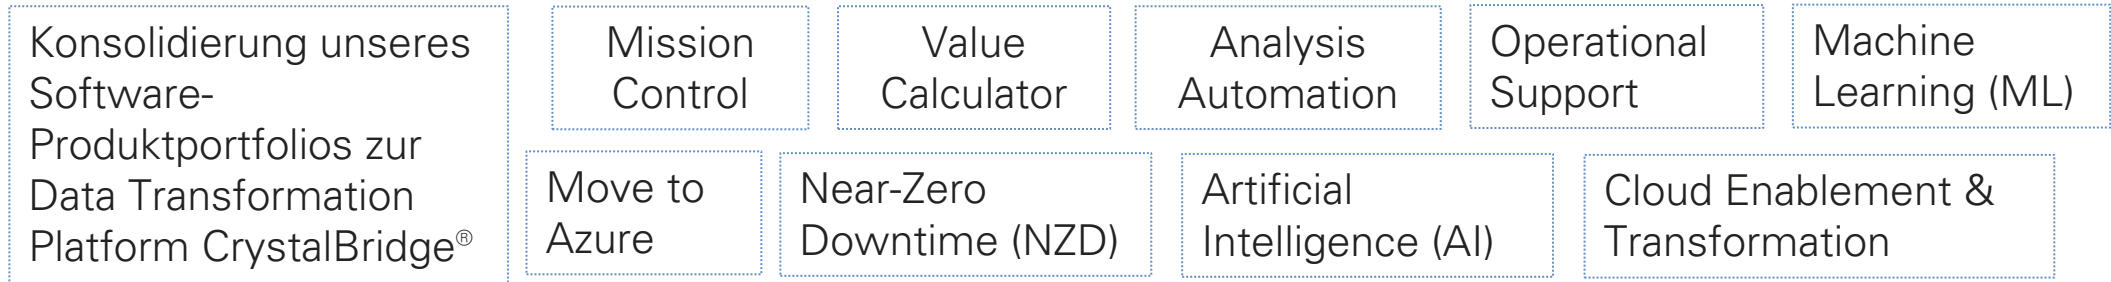 Konsolidierung unseres
Software-
Produktportfolios zur
Data Transformation
Platform CrystalBridge®
Mission
Control
Value
Calculator
Analysis
Automation
Operational
Support
Machine
Learning (ML)
Move to
Azure
Near-Zero
Downtime (NZD)
Artificial
Intelligence (AI)
Cloud Enablement &
Transformation